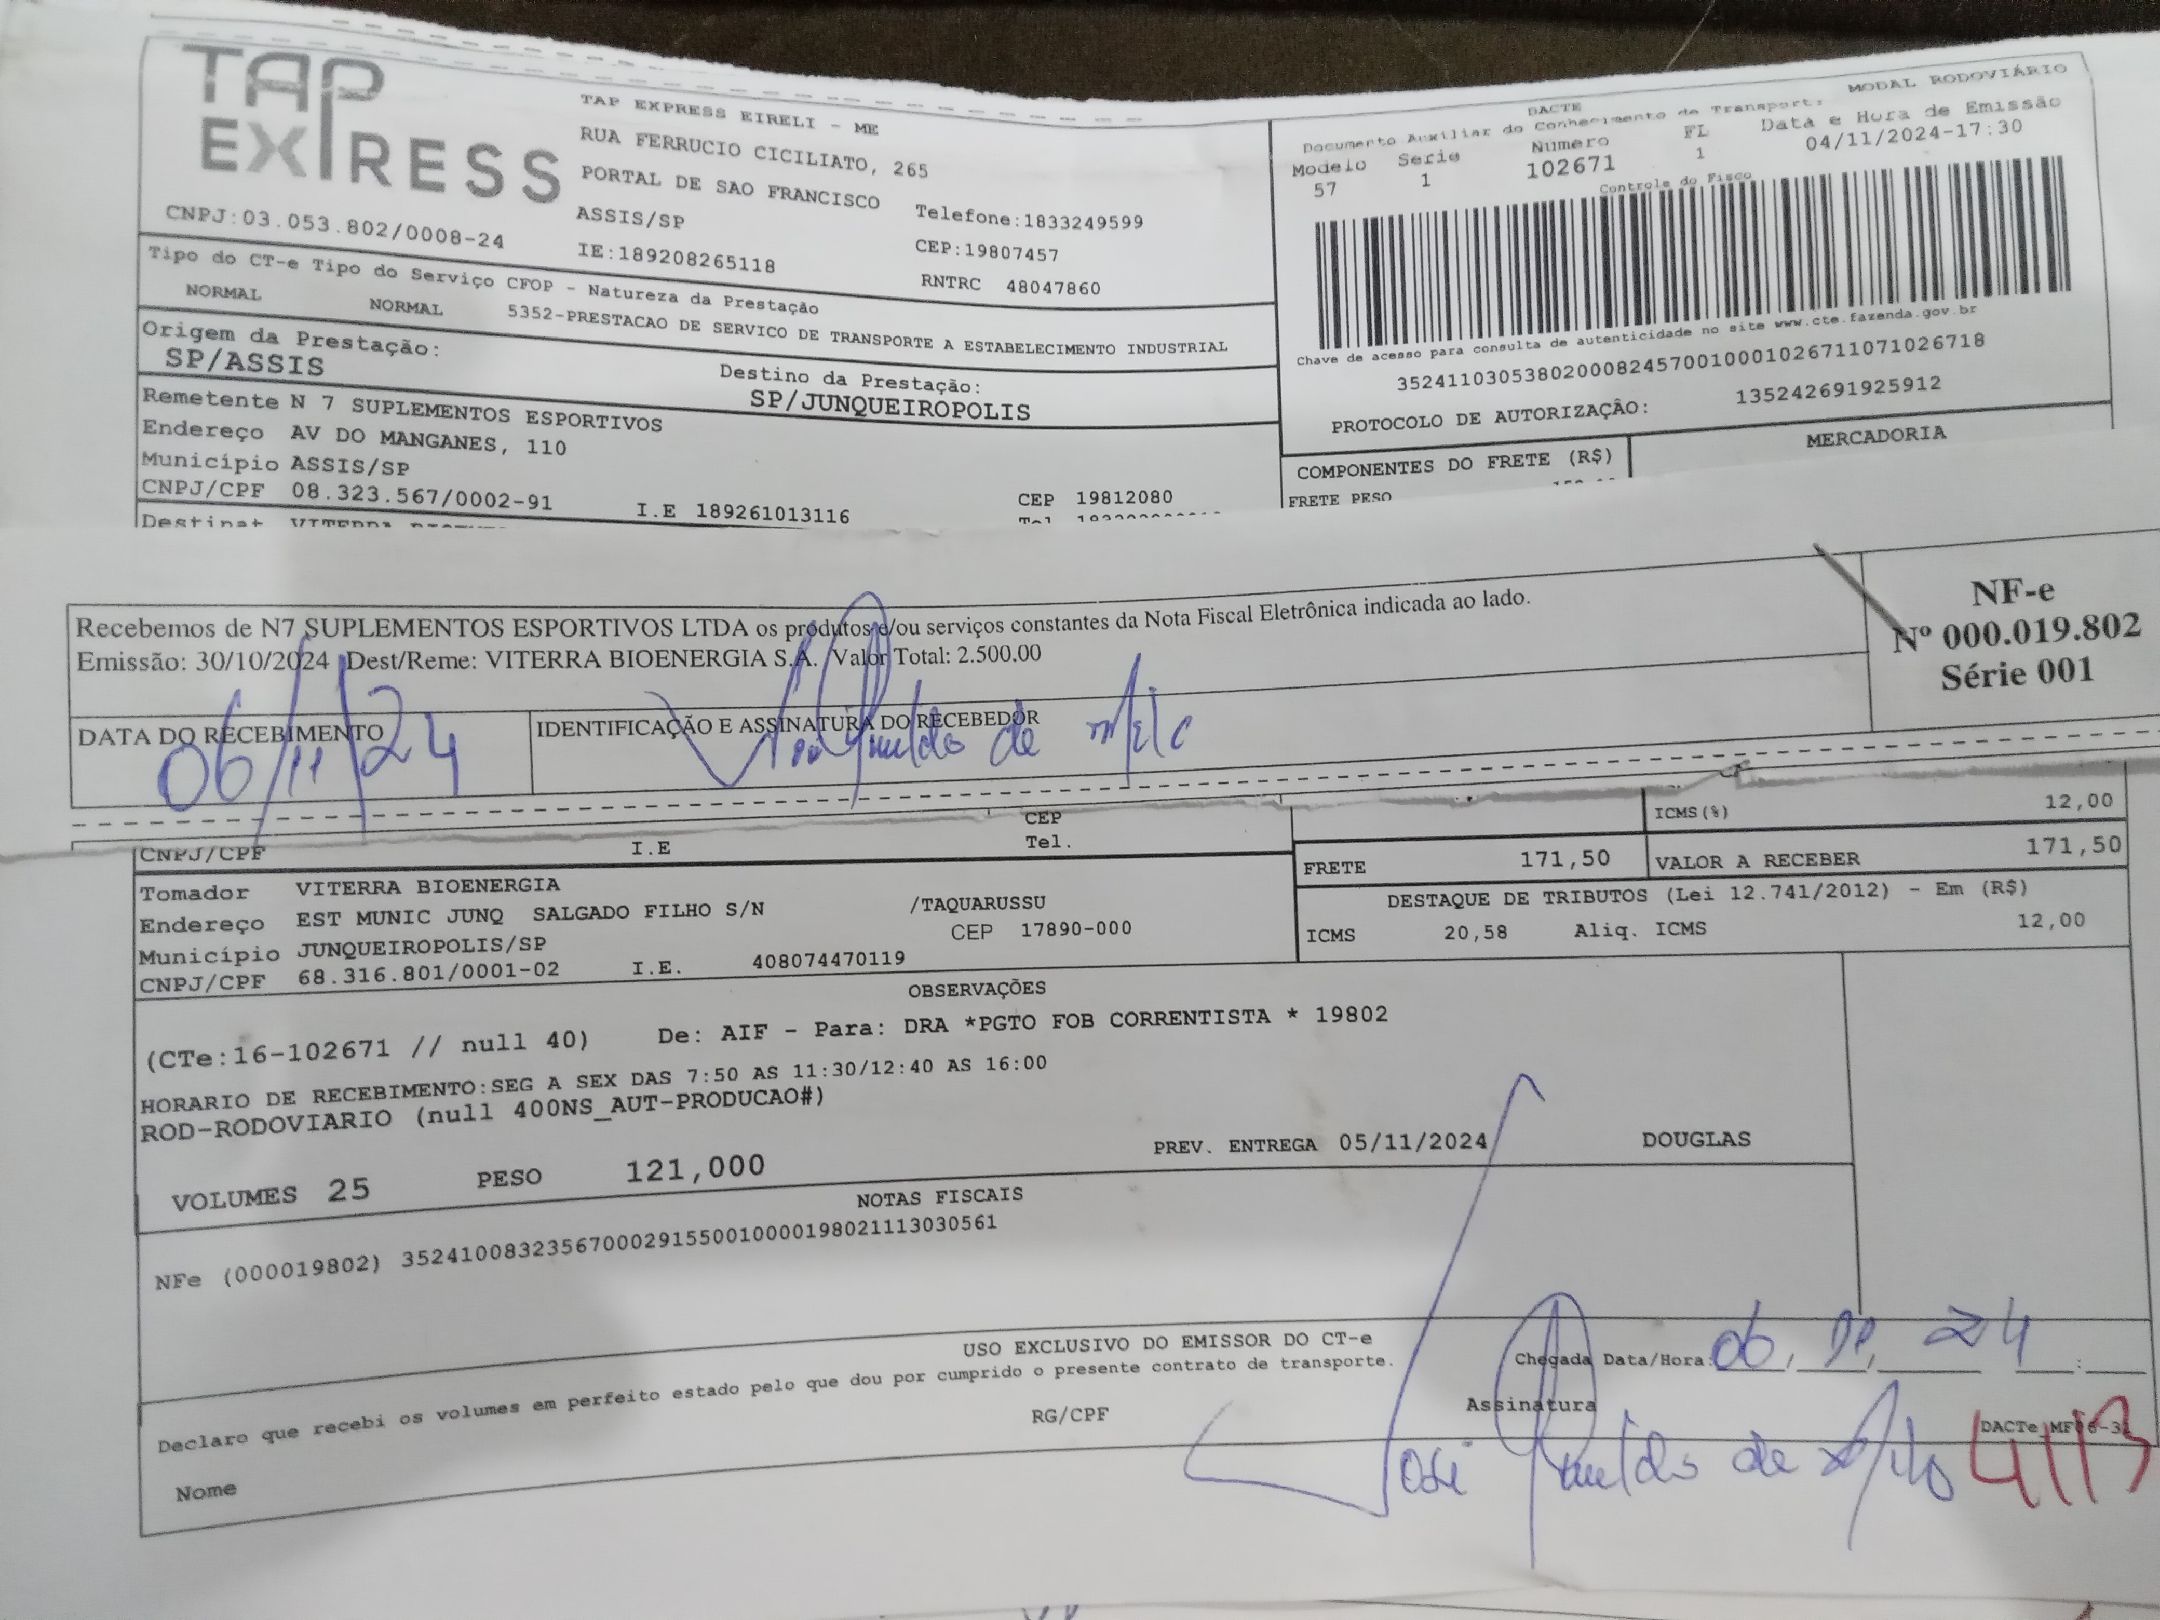 TAP EXPRESS
TAP EXPRESS EIRELI - ME
RUA FERRUCIO CICILIATO, 265
PORTAL DE SAO FRANCISCO
ASSIS/SP
Telefone:1833249599
CNPJ:03.053.802/0008-24
IE:189208265118
CEP:19807457
RNTRC 48047860
MODAL RODOVIÁRIO
DACTE
Documento Auxiliar do Conhecimento de Transport.
Modelo Serie Número FL Data e Hora de Emissão
57 1 102671 1 04/11/2024-17:30
Controle do Fisco
Tipo do CT-e Tipo do Serviço CFOP - Natureza da Prestação
NORMAL NORMAL 5352-PRESTACAO DE SERVICO DE TRANSPORTE A ESTABELECIMENTO INDUSTRIAL
Chave de acesso para consulta de autenticidade no site www.cte.fazenda.gov.br
35241103053802000824570010001026711071026718
PROTOCOLO DE AUTORIZAÇÃO: 135242691925912
Origem da Prestação: Destino da Prestação:
SP/ASSIS SP/JUNQUEIROPOLIS
Remetente N 7 SUPLEMENTOS ESPORTIVOS
Endereço AV DO MANGANES, 110
Município ASSIS/SP CEP 19812080
CNPJ/CPF 08.323.567/0002-91 I.E 189261013116
COMPONENTES DO FRETE (R$) MERCADORIA
FRETE PESO
Recebemos de N7 SUPLEMENTOS ESPORTIVOS LTDA os produtos e/ou serviços constantes da Nota Fiscal Eletrônica indicada ao lado.
Emissão: 30/10/2024 Dest/Reme: VITERRA BIOENERGIA S.A. Valor Total: 2.500,00
NF-e
Nº 000.019.802
Série 001
DATA DO RECEBIMENTO IDENTIFICAÇÃO E ASSINATURA DO RECEBEDOR
06/11/24
CEP
CNPJ/CPF I.E Tel.
ICMS(%) 12,00
FRETE 171,50 VALOR A RECEBER 171,50
Tomador VITERRA BIOENERGIA
Endereço EST MUNIC JUNQ SALGADO FILHO S/N /TAQUARUSSU
Município JUNQUEIROPOLIS/SP CEP 17890-000
CNPJ/CPF 68.316.801/0001-02 I.E. 408074470119
DESTAQUE DE TRIBUTOS (Lei 12.741/2012) - Em (R$)
ICMS 20,58 Aliq. ICMS 12,00
OBSERVAÇÕES
(CTe:16-102671 // null 40) De: AIF - Para: DRA *PGTO FOB CORRENTISTA * 19802
HORARIO DE RECEBIMENTO:SEG A SEX DAS 7:50 AS 11:30/12:40 AS 16:00
ROD-RODOVIARIO (null 400NS_AUT-PRODUCAO#)
PREV. ENTREGA 05/11/2024 DOUGLAS
VOLUMES 25 PESO 121,000
NOTAS FISCAIS
NFe (000019802) 35241008323567000291550010000198021113030561
USO EXCLUSIVO DO EMISSOR DO CT-e
Declaro que recebi os volumes em perfeito estado pelo que dou por cumprido o presente contrato de transporte.
Chegada Data/Hora:
RG/CPF Assinatura
Nome
José
de